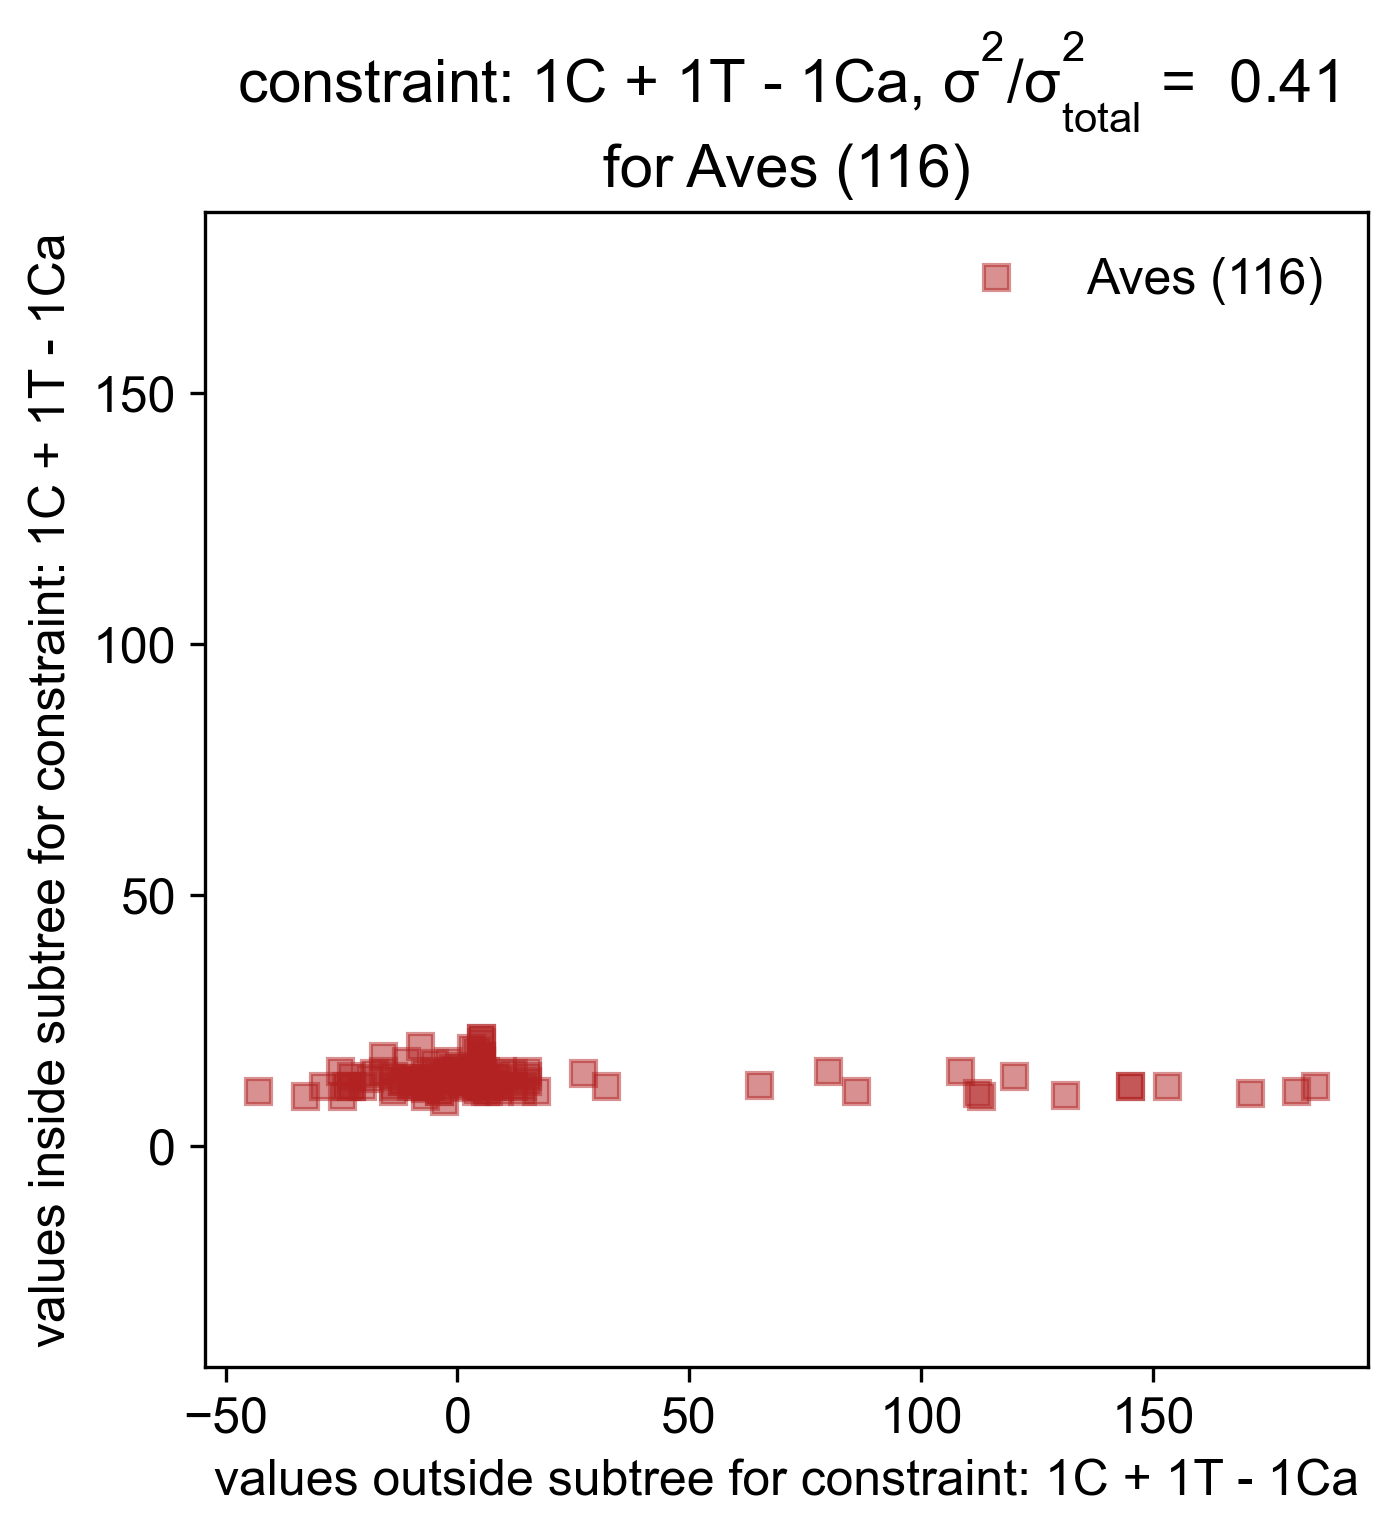 constraint: 1C + 1T - 1Ca, σ²/σ²total = 0.41
for Aves (116)
Aves (116)
values inside subtree for constraint: 1C + 1T - 1Ca
150
100
50
0
−50 0 50 100 150
values outside subtree for constraint: 1C + 1T - 1Ca